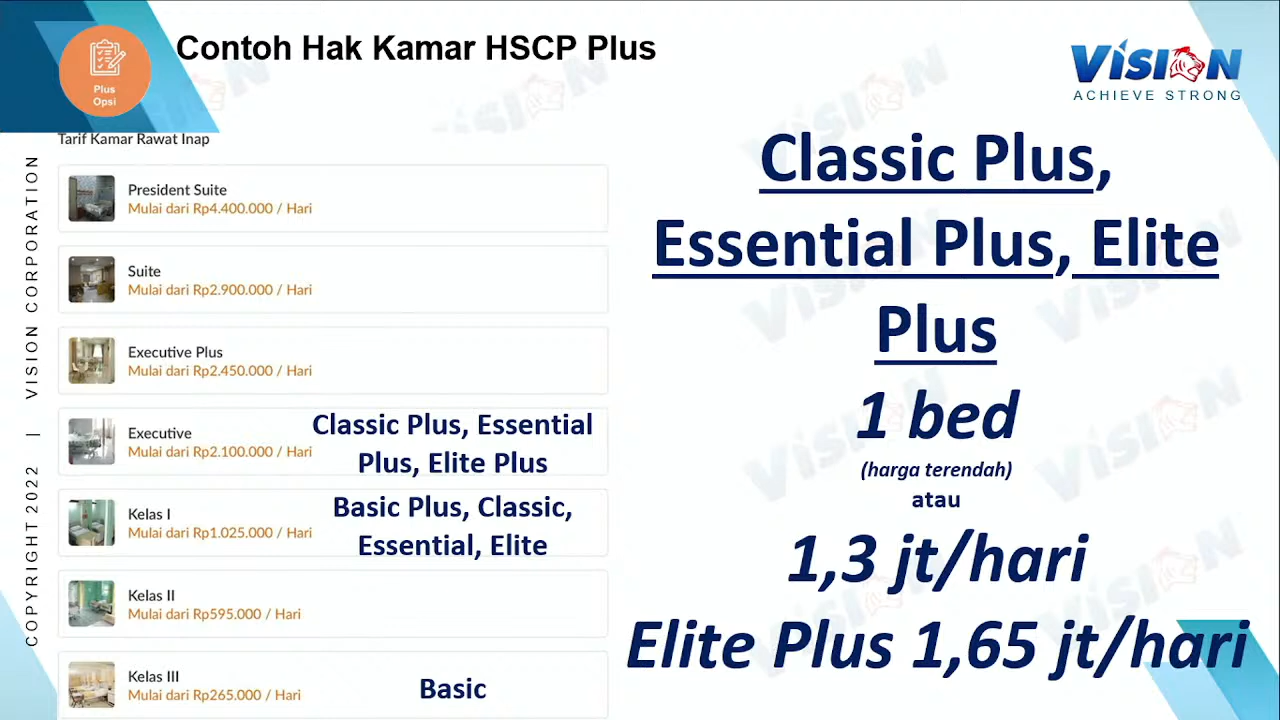 Plus
Opsi
Contoh Hak Kamar HSCP Plus
VISION
ACHIEVE STRONG
COPYRIGHT 2022 | VISION CORPORATION
Tarif Kamar Rawat Inap
President Suite
Mulai dari Rp4.400.000 / Hari
Suite
Mulai dari Rp2.900.000 / Hari
Executive Plus
Mulai dari Rp2.450.000 / Hari
Executive
Mulai dari Rp2.100.000 / Hari
Classic Plus, Essential
Plus, Elite Plus
Kelas I
Mulai dari Rp1.025.000 / Hari
Basic Plus, Classic,
Essential, Elite
Kelas II
Mulai dari Rp595.000 / Hari
Kelas III
Mulai dari Rp265.000 / Hari
Basic
Classic Plus,
Essential Plus, Elite
Plus
1 bed
(harga terendah)
atau
1,3 jt/hari
Elite Plus 1,65 jt/hari